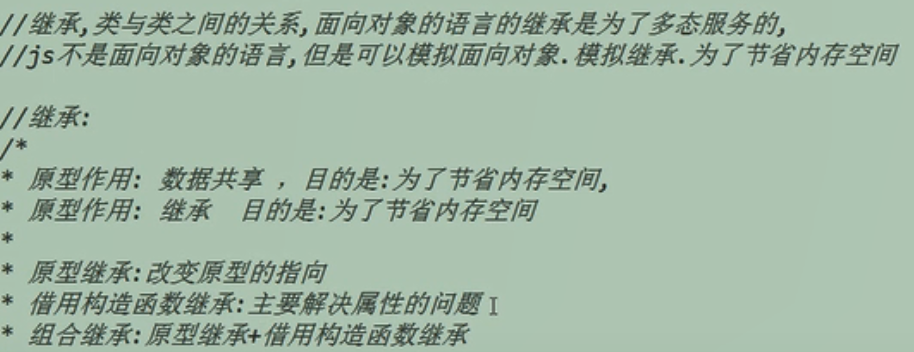 //继承,类与类之间的关系,面向对象的语言的继承是为了多态服务的,
//js不是面向对象的语言,但是可以模拟面向对象.模拟继承.为了节省内存空间
//继承:
/*
* 原型作用: 数据共享 ，目的是:为了节省内存空间,
* 原型作用: 继承  目的是:为了节省内存空间
*
* 原型继承:改变原型的指向
* 借用构造函数继承:主要解决属性的问题
* 组合继承:原型继承+借用构造函数继承